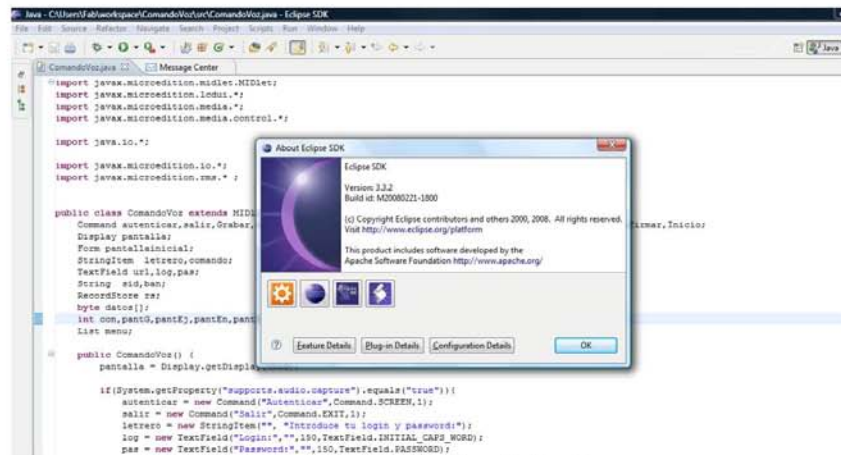 Java - C:\Users\Fab\workspace\ComandoVoz\src\ComandoVoz.java - Eclipse SDK
File Edit Source Refactor Navigate Search Project Scripts Run Window Help
Java
ComandoVoz.java Message Center
import javax.microedition.midlet.MIDlet;
import javax.microedition.lcdui.*;
import javax.microedition.media.*;
import javax.microedition.media.control.*;
import java.io.*;
import javax.microedition.io.*;
import javax.microedition.rms.* ;
public class ComandoVoz extends MIDl
Command autenticar,salir,Grabar, irmar,Inicio;
Display pantalla;
Form pantallainicial;
StringItem letrero,comando;
TextField url,log,pas;
String sid,ban;
RecordStore rs;
byte datos[];
int con,pantG,pantEj,pantEn,pant
List menu;
public ComandoVoz() {
pantalla = Display.getDispla
if(System.getProperty("supports.audio.capture").equals("true")){
autenticar = new Command("Autenticar",Command.SCREEN,1);
salir = new Command("Salir",Command.EXIT,1);
letrero = new StringItem("", "Introduce tu login y password:");
log = new TextField("Login:","",150,TextField.INITIAL_CAPS_WORD);
pas = new TextField("Password:","",150,TextField.PASSWORD);
About Eclipse SDK
Eclipse SDK
Version: 3.3.2
Build id: M20080221-1800
(c) Copyright Eclipse contributors and others 2000, 2008. All rights reserved.
Visit http://www.eclipse.org/platform
This product includes software developed by the
Apache Software Foundation http://www.apache.org/
Feature Details Plug-in Details Configuration Details OK